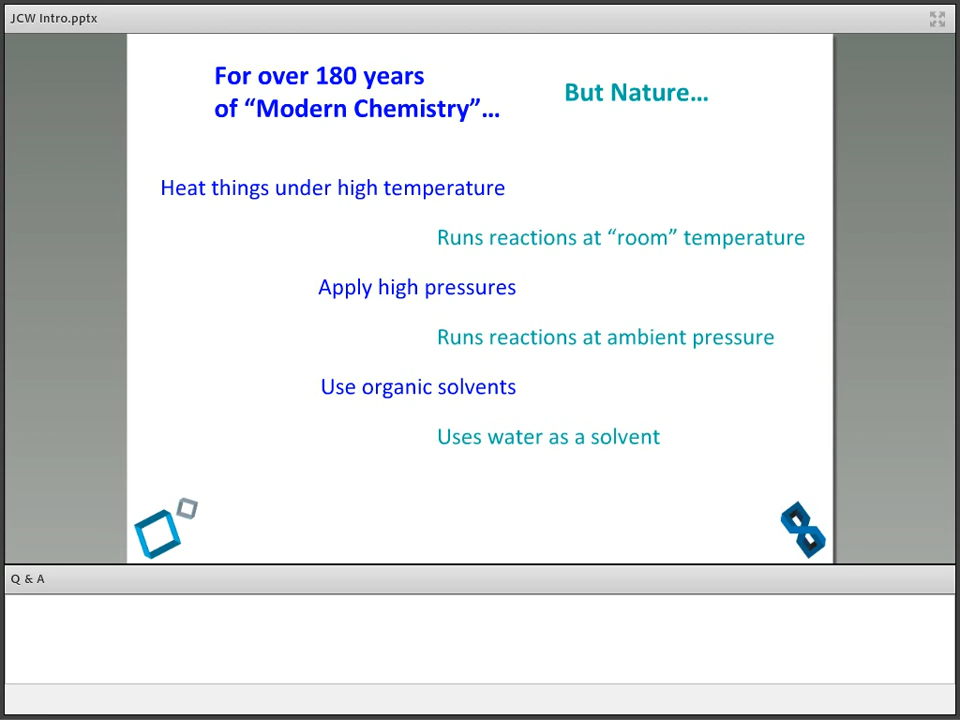 JCW Intro.pptx
For over 180 years
of “Modern Chemistry”…
But Nature…
Heat things under high temperature
Runs reactions at “room” temperature
Apply high pressures
Runs reactions at ambient pressure
Use organic solvents
Uses water as a solvent
Q & A